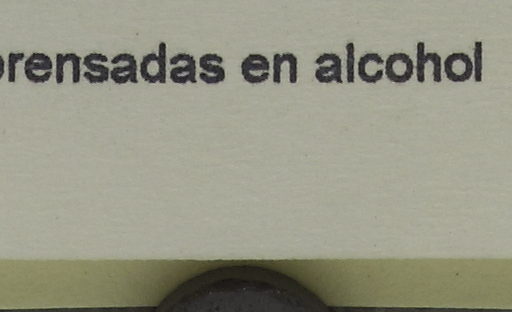 prensadas en alcohol